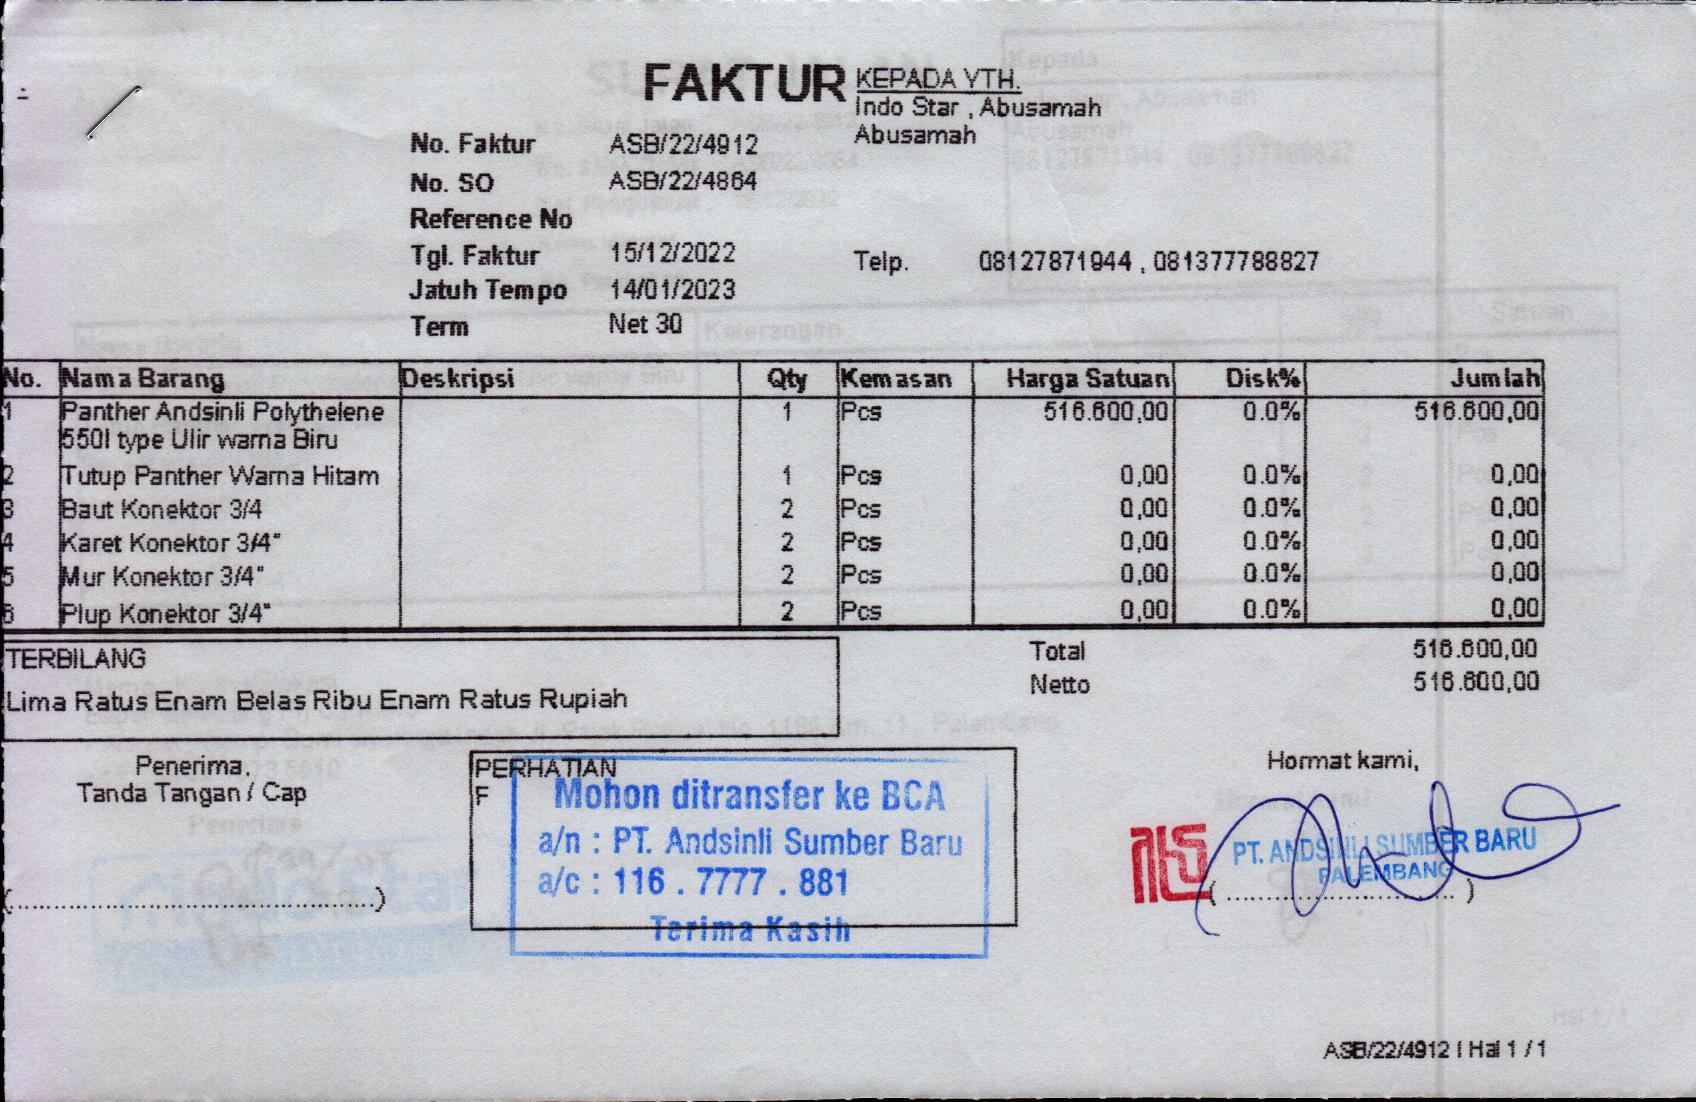 FAKTUR
KEPADA YTH.
Indo Star , Abusamah
Abusamah
No. Faktur ASB/22/4912
No. SO ASB/22/4864
Reference No
Tgl. Faktur 15/12/2022
Telp. 08127871944 , 081377788827
Jatuh Tempo 14/01/2023
Term Net 30
No. Nama Barang Deskripsi Qty Kemasan Harga Satuan Disk% Jumlah
1 Panther Andsinli Polythelene 1 Pcs 516.600,00 0.0% 516.600,00
550l type Ulir warna Biru
2 Tutup Panther Warna Hitam 1 Pcs 0,00 0.0% 0,00
3 Baut Konektor 3/4 2 Pcs 0,00 0.0% 0,00
4 Karet Konektor 3/4" 2 Pcs 0,00 0.0% 0,00
5 Mur Konektor 3/4" 2 Pcs 0,00 0.0% 0,00
6 Plup Konektor 3/4" 2 Pcs 0,00 0.0% 0,00
TERBILANG
Lima Ratus Enam Belas Ribu Enam Ratus Rupiah
Total 516.600,00
Netto 516.600,00
Penerima,
Tanda Tangan / Cap
(....................................................)
PERHATIAN
F
Mohon ditransfer ke BCA
a/n : PT. Andsinli Sumber Baru
a/c : 116 . 7777 . 881
Terima Kasih
Hormat kami,
PT. ANDSINLI SUMBER BARU
PALEMBANG
(................................)
ASB/22/4912 | Hal 1 / 1